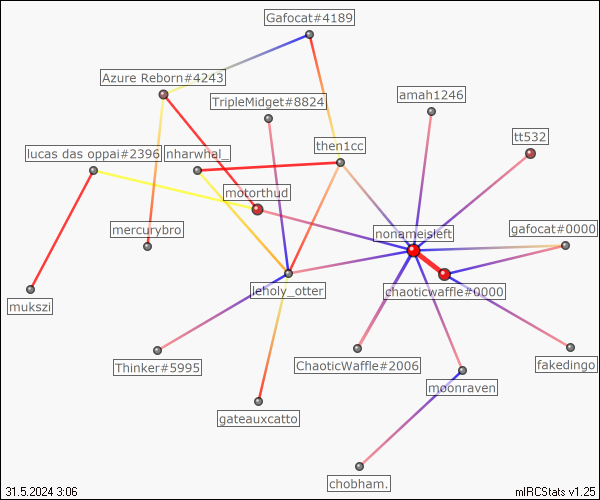 Gafocat#4189
Azure Reborn#4243
amah1246
TripleMidget#8824
tt532
then1cc
lucas das oppai#2396
nharwhal_
motorthud
mercurybro
nonameisleft
gafocat#0000
leholy_otter
chaoticwaffle#0000
mukszi
Thinker#5995
ChaoticWaffle#2006
fakedingo
moonraven
gateauxcatto
chobham.
31.5.2024 3:06
mIRCStats v1.25